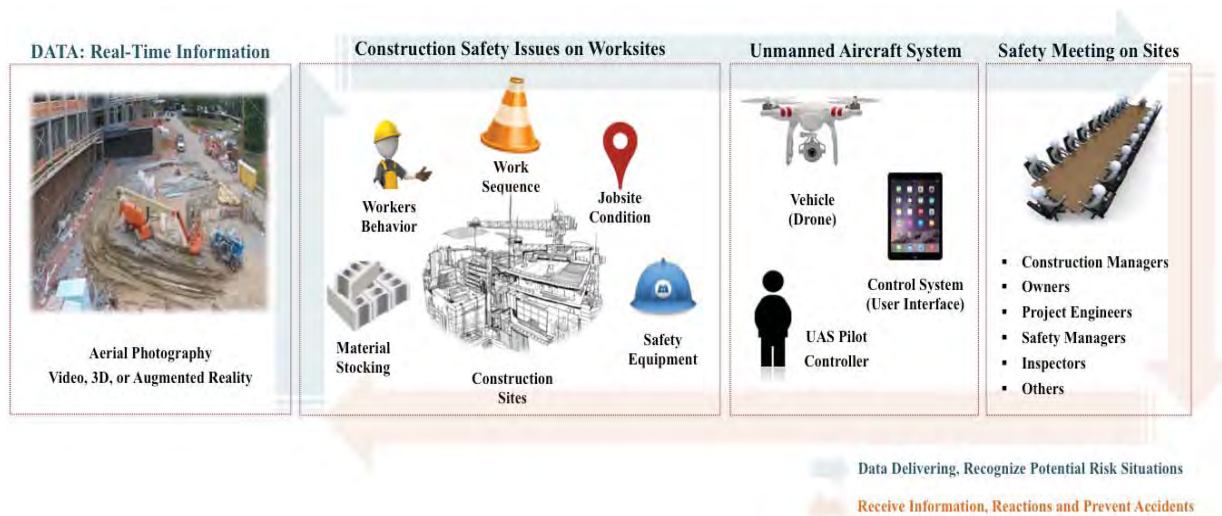 DATA: Real-Time Information
Aerial Photography
Video, 3D, or Augmented Reality
Construction Safety Issues on Worksites
Workers
Behavior
Work
Sequence
Jobsite
Condition
Material
Stocking
Construction
Sites
Safety
Equipment
Unmanned Aircraft System
Vehicle
(Drone)
Control System
(User Interface)
UAS Pilot
Controller
Safety Meeting on Sites
▪ Construction Managers
▪ Owners
▪ Project Engineers
▪ Safety Managers
▪ Inspectors
▪ Others
Data Delivering, Recognize Potential Risk Situations
Receive Information, Reactions and Prevent Accidents